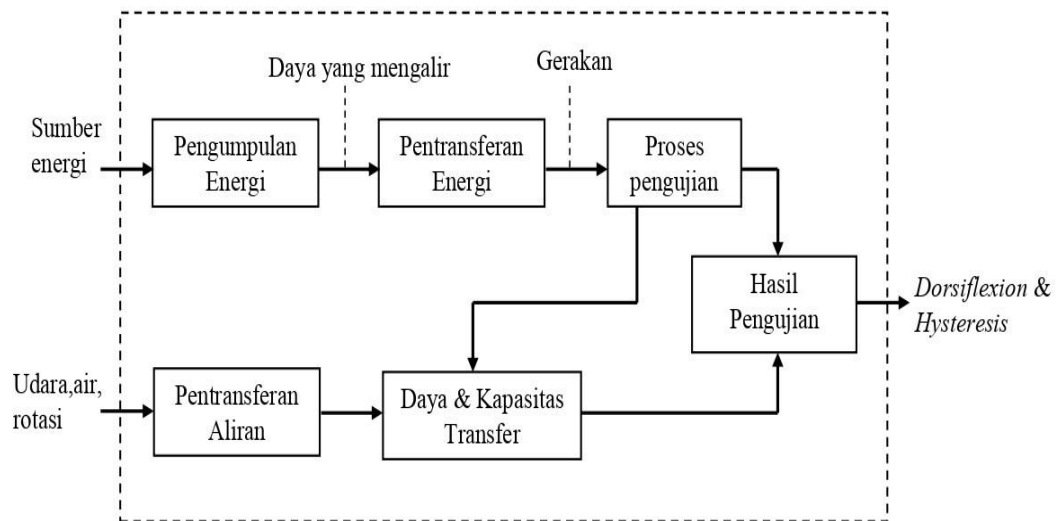 Daya yang mengalir
Gerakan
Sumber
energi
Pengumpulan
Energi
Pentransferan
Energi
Proses
pengujian
Hasil
Pengujian
Dorsiflexion &
Hysteresis
Udara,air,
rotasi
Pentransferan
Aliran
Daya & Kapasitas
Transfer